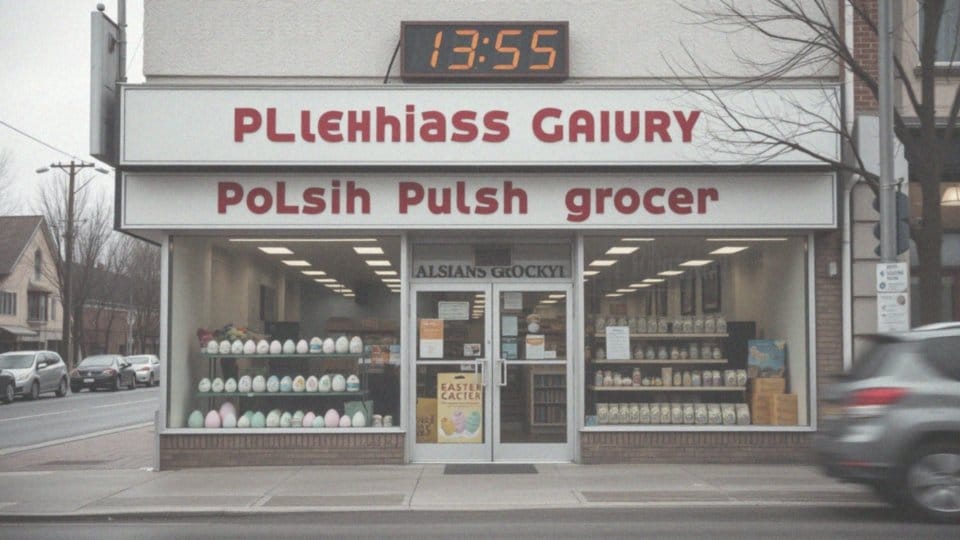 13:55
PLLEHhiass GAIURY
PoLsih Pulsh grocer
ALSIANS GROCKYL
EASTER
CACTER